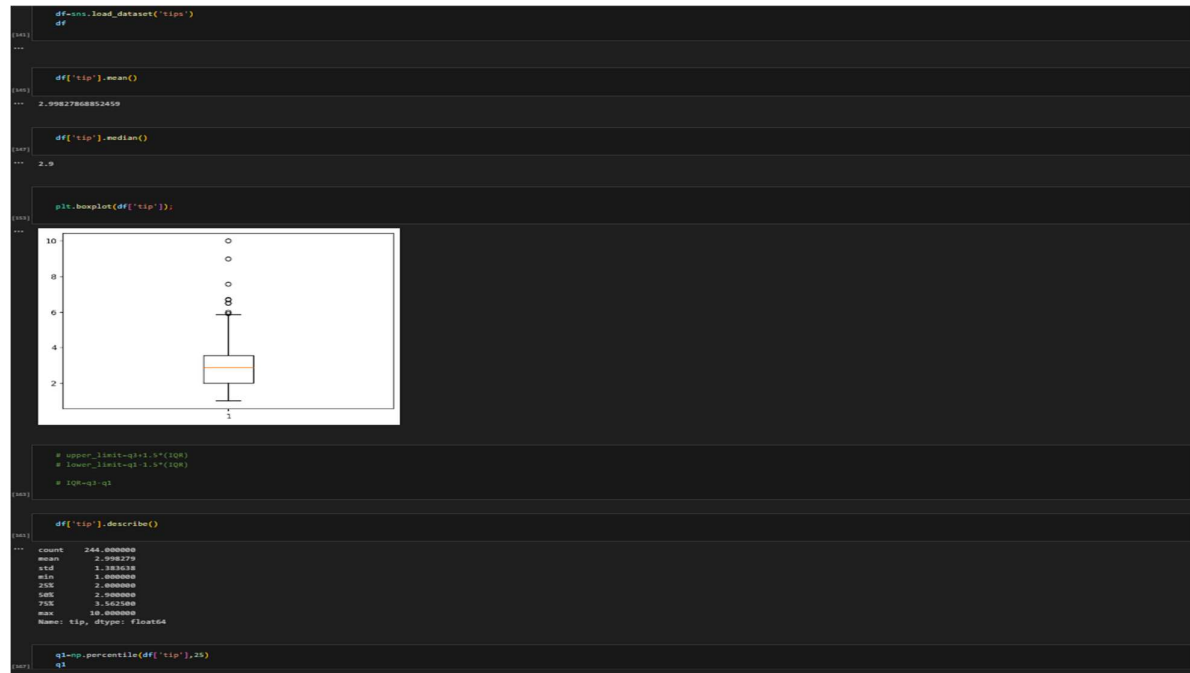 df=sns.load_dataset('tips')
df
[341]
...
df['tip'].mean()
[345]
... 2.99827868852459
df['tip'].median()
[347]
... 2.9
plt.boxplot(df['tip']);
[353]
...
10
8
6
4
2
1
# upper_limit=q3+1.5*(IQR)
# lower_limit=q1-1.5*(IQR)
# IQR=q3-q1
df['tip'].describe()
...
count 244.000000
mean 2.998279
std 1.383638
min 1.000000
25% 2.000000
50% 2.900000
75% 3.562500
max 10.000000
Name: tip, dtype: float64
q1=np.percentile(df['tip'],25)
q1
[367]